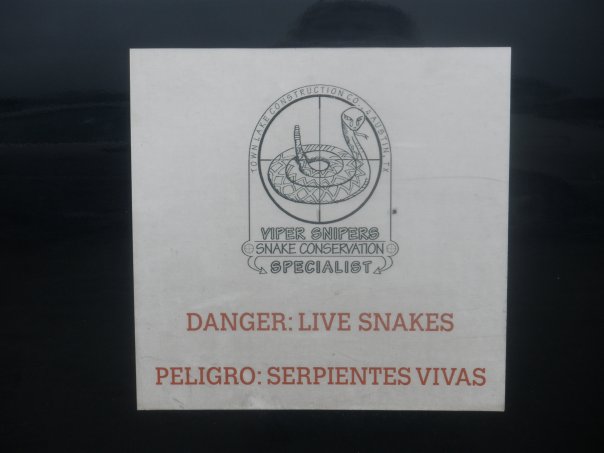 TOWN LAKE CONSTRUCTION CO., AUSTIN, TX
VIPER SNIPERS
SNAKE CONSERVATION
SPECIALIST
DANGER: LIVE SNAKES
PELIGRO: SERPIENTES VIVAS